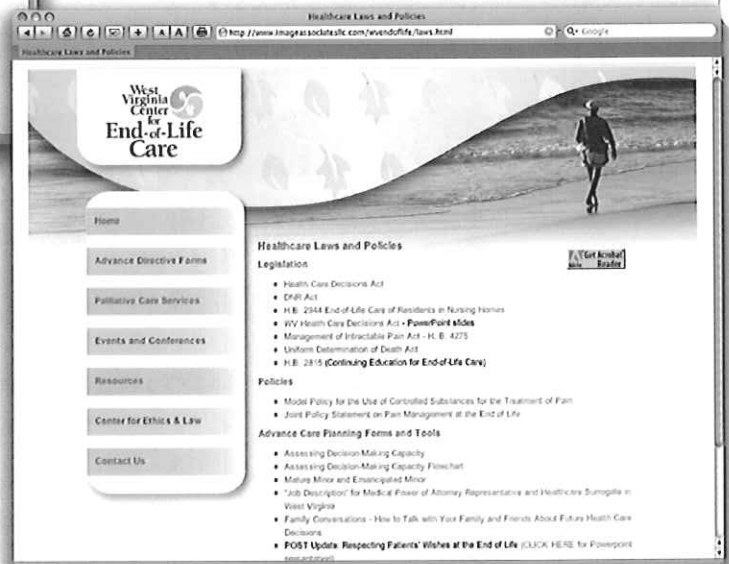 Healthcare Laws and Policies
http://www.imageassociatesllc.com/wvendoflife/laws.html
Google
Healthcare Laws and Policies
West
Virginia
Center
for
End-of-Life
Care
Home
Advance Directive Forms
Palliative Care Services
Events and Conferences
Resources
Center for Ethics & Law
Contact Us
Healthcare Laws and Policies
Get Acrobat
Reader
Legislation
Health Care Decisions Act
DNR Act
H.B. 2944 End-of-Life Care of Residents in Nursing Homes
WV Health Care Decisions Act - PowerPoint slides
Management of Intractable Pain Act - H. B. 4275
Uniform Determination of Death Act
H.B. 2815 (Continuing Education for End-of-Life Care)
Policies
Model Policy for the Use of Controlled Substances for the Treatment of Pain
Joint Policy Statement on Pain Management at the End of Life
Advance Care Planning Forms and Tools
Assessing Decision-Making Capacity
Assessing Decision-Making Capacity Flowchart
Mature Minor and Emancipated Minor
"Job Description" for Medical Power of Attorney Representative and Healthcare Surrogate in
West Virginia
Family Conversations - How to Talk with Your Family and Friends About Future Health Care
Decisions
POST Update: Respecting Patients' Wishes at the End of Life (CLICK HERE for Powerpoint